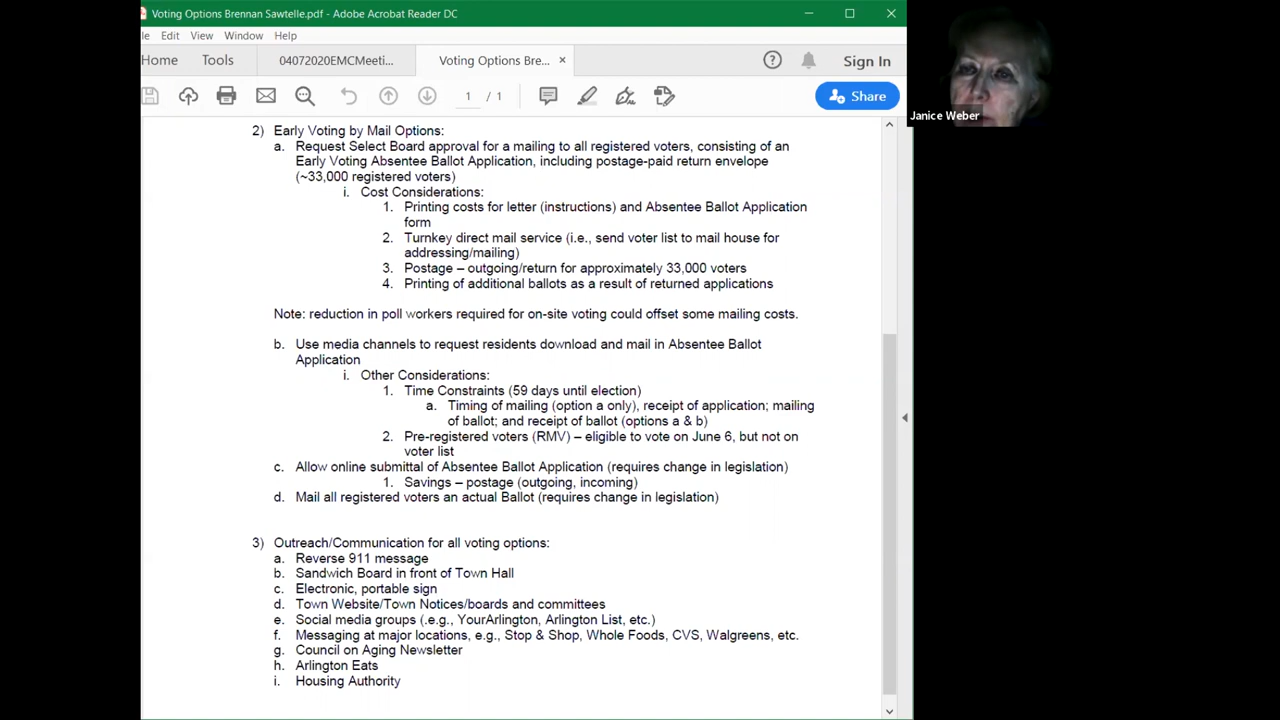 Voting Options Brennan Sawtelle.pdf - Adobe Acrobat Reader DC
le Edit View Window Help
Home Tools 04072020EMCMeeti... Voting Options Bre... × Sign In
1 / 1 Share
Janice Weber
2) Early Voting by Mail Options:
a. Request Select Board approval for a mailing to all registered voters, consisting of an
Early Voting Absentee Ballot Application, including postage-paid return envelope
(~33,000 registered voters)
i. Cost Considerations:
1. Printing costs for letter (instructions) and Absentee Ballot Application
form
2. Turnkey direct mail service (i.e., send voter list to mail house for
addressing/mailing)
3. Postage – outgoing/return for approximately 33,000 voters
4. Printing of additional ballots as a result of returned applications
Note: reduction in poll workers required for on-site voting could offset some mailing costs.
b. Use media channels to request residents download and mail in Absentee Ballot
Application
i. Other Considerations:
1. Time Constraints (59 days until election)
a. Timing of mailing (option a only), receipt of application; mailing
of ballot; and receipt of ballot (options a & b)
2. Pre-registered voters (RMV) – eligible to vote on June 6, but not on
voter list
c. Allow online submittal of Absentee Ballot Application (requires change in legislation)
1. Savings – postage (outgoing, incoming)
d. Mail all registered voters an actual Ballot (requires change in legislation)
3) Outreach/Communication for all voting options:
a. Reverse 911 message
b. Sandwich Board in front of Town Hall
c. Electronic, portable sign
d. Town Website/Town Notices/boards and committees
e. Social media groups (.e.g., YourArlington, Arlington List, etc.)
f. Messaging at major locations, e.g., Stop & Shop, Whole Foods, CVS, Walgreens, etc.
g. Council on Aging Newsletter
h. Arlington Eats
i. Housing Authority